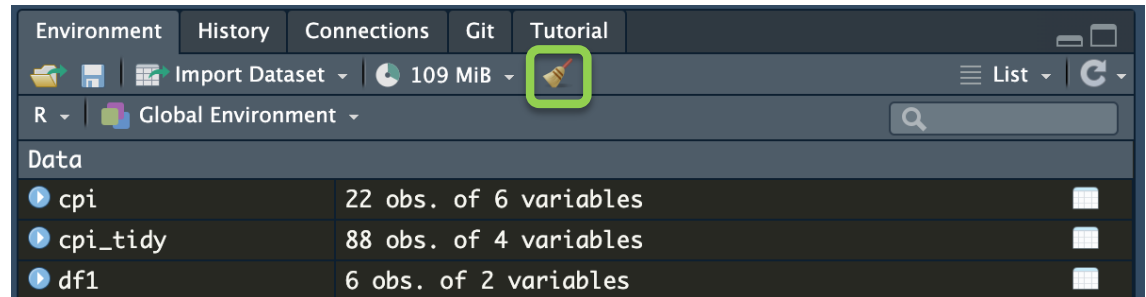 Environment History Connections Git Tutorial
Import Dataset 109 MiB List
R Global Environment
Data
cpi 22 obs. of 6 variables
cpi_tidy 88 obs. of 4 variables
df1 6 obs. of 2 variables